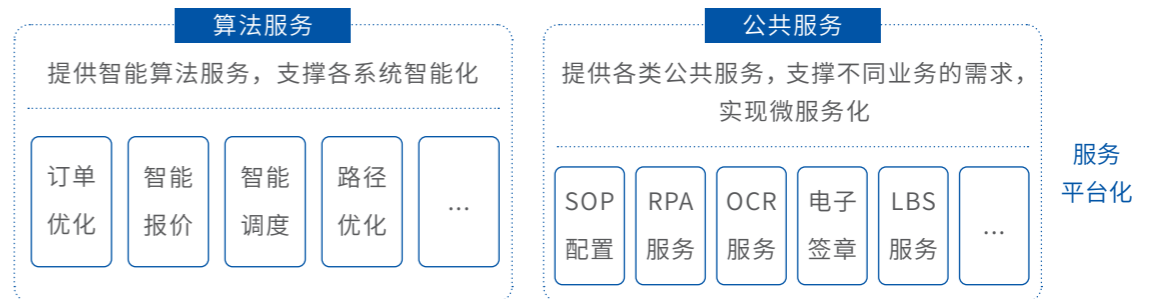 算法服务
提供智能算法服务，支撑各系统智能化
订单
优化
智能
报价
智能
调度
路径
优化
...
公共服务
提供各类公共服务，支撑不同业务的需求，
实现微服务化
SOP
配置
RPA
服务
OCR
服务
电子
签章
LBS
服务
...
服务
平台化